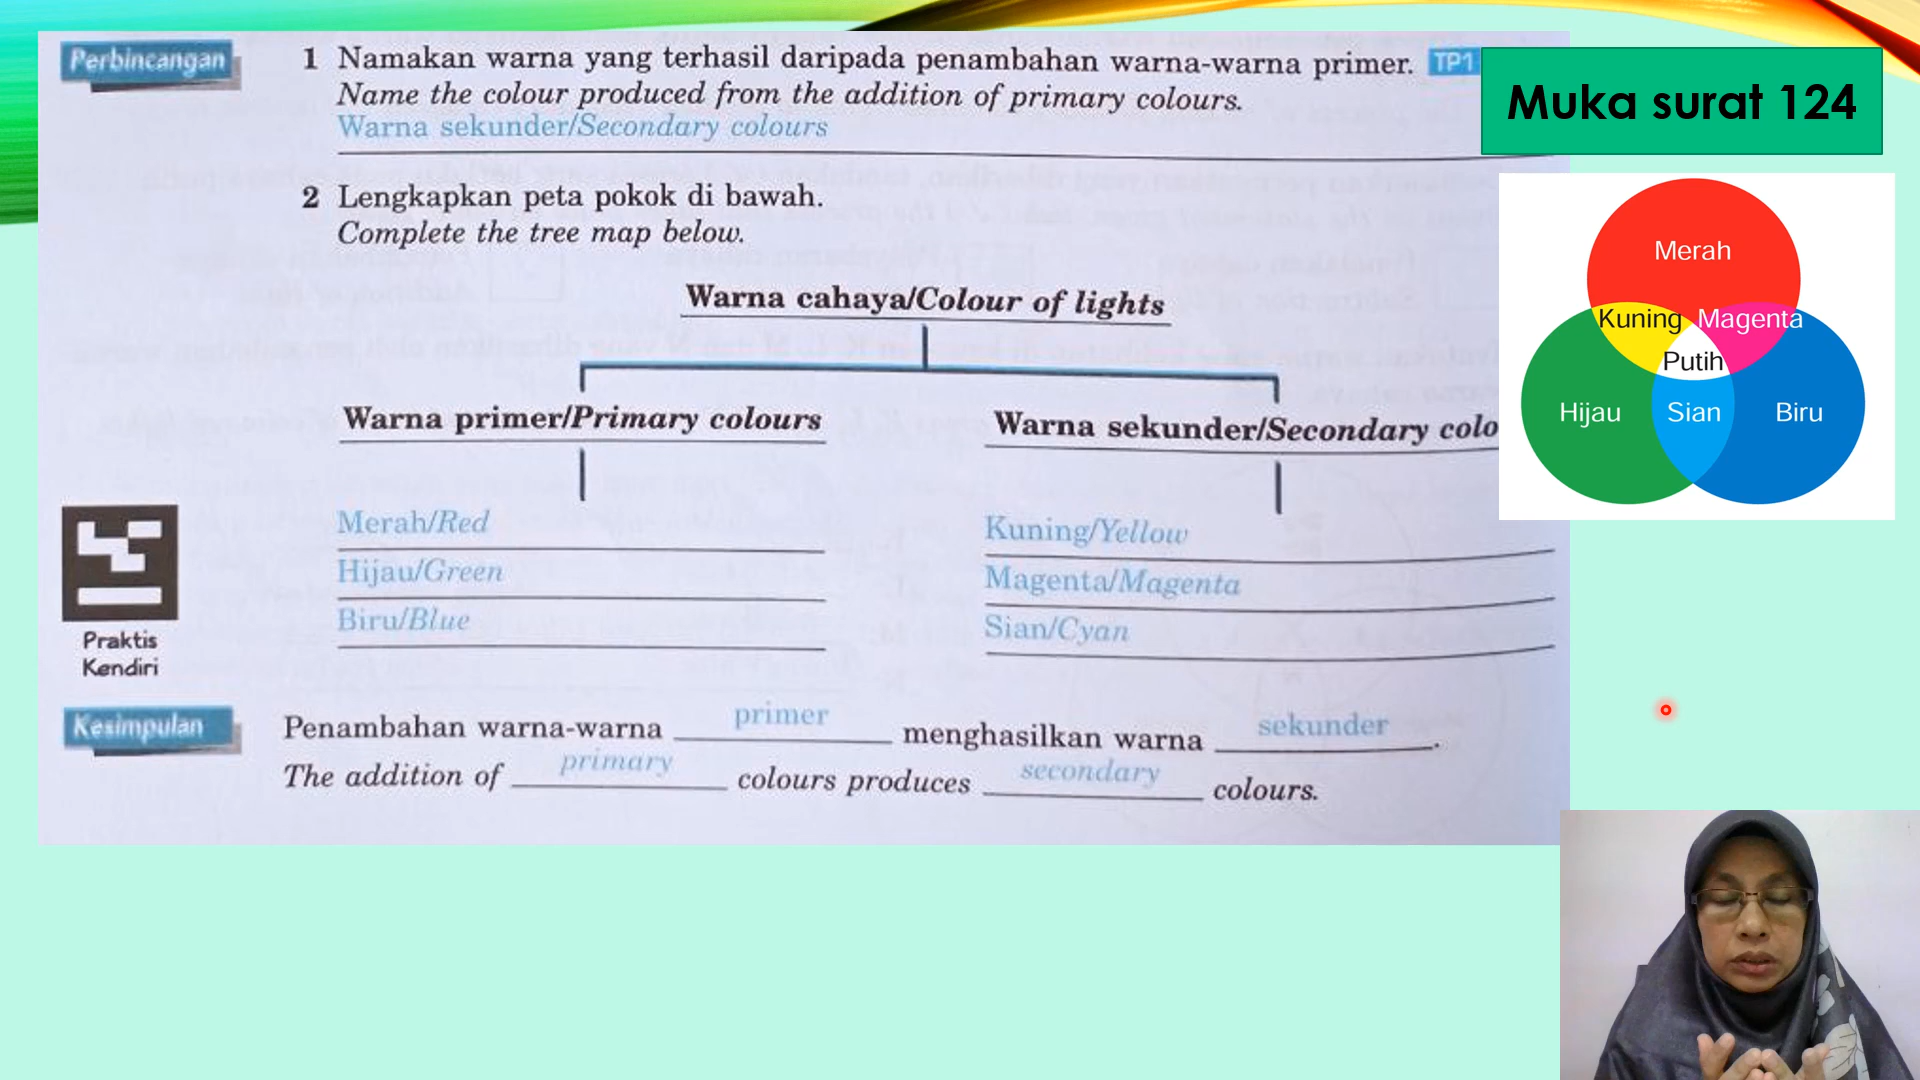 Perbincangan
1 Namakan warna yang terhasil daripada penambahan warna-warna primer. TP1
Name the colour produced from the addition of primary colours.
Warna sekunder/Secondary colours
2 Lengkapkan peta pokok di bawah.
Complete the tree map below.
Warna cahaya/Colour of lights
Warna primer/Primary colours
Merah/Red
Hijau/Green
Biru/Blue
Warna sekunder/Secondary colo
Kuning/Yellow
Magenta/Magenta
Sian/Cyan
Praktis
Kendiri
Kesimpulan
Penambahan warna-warna primer menghasilkan warna sekunder.
The addition of primary colours produces secondary colours.
Muka surat 124
Merah
Kuning Magenta
Putih
Hijau Sian Biru